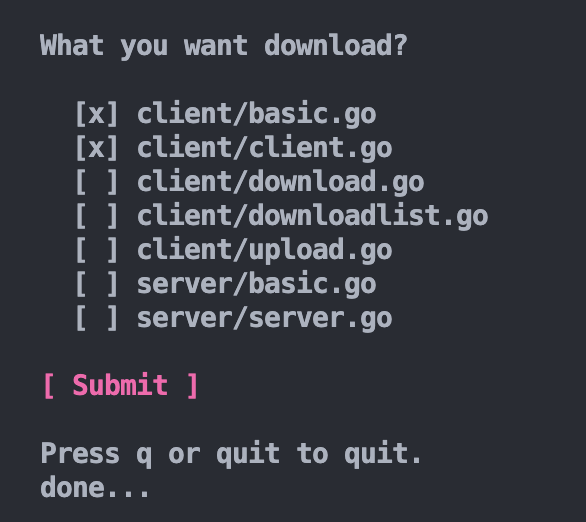 What you want download?
[x] client/basic.go
[x] client/client.go
[ ] client/download.go
[ ] client/downloadlist.go
[ ] client/upload.go
[ ] server/basic.go
[ ] server/server.go
[ Submit ]
Press q or quit to quit.
done...